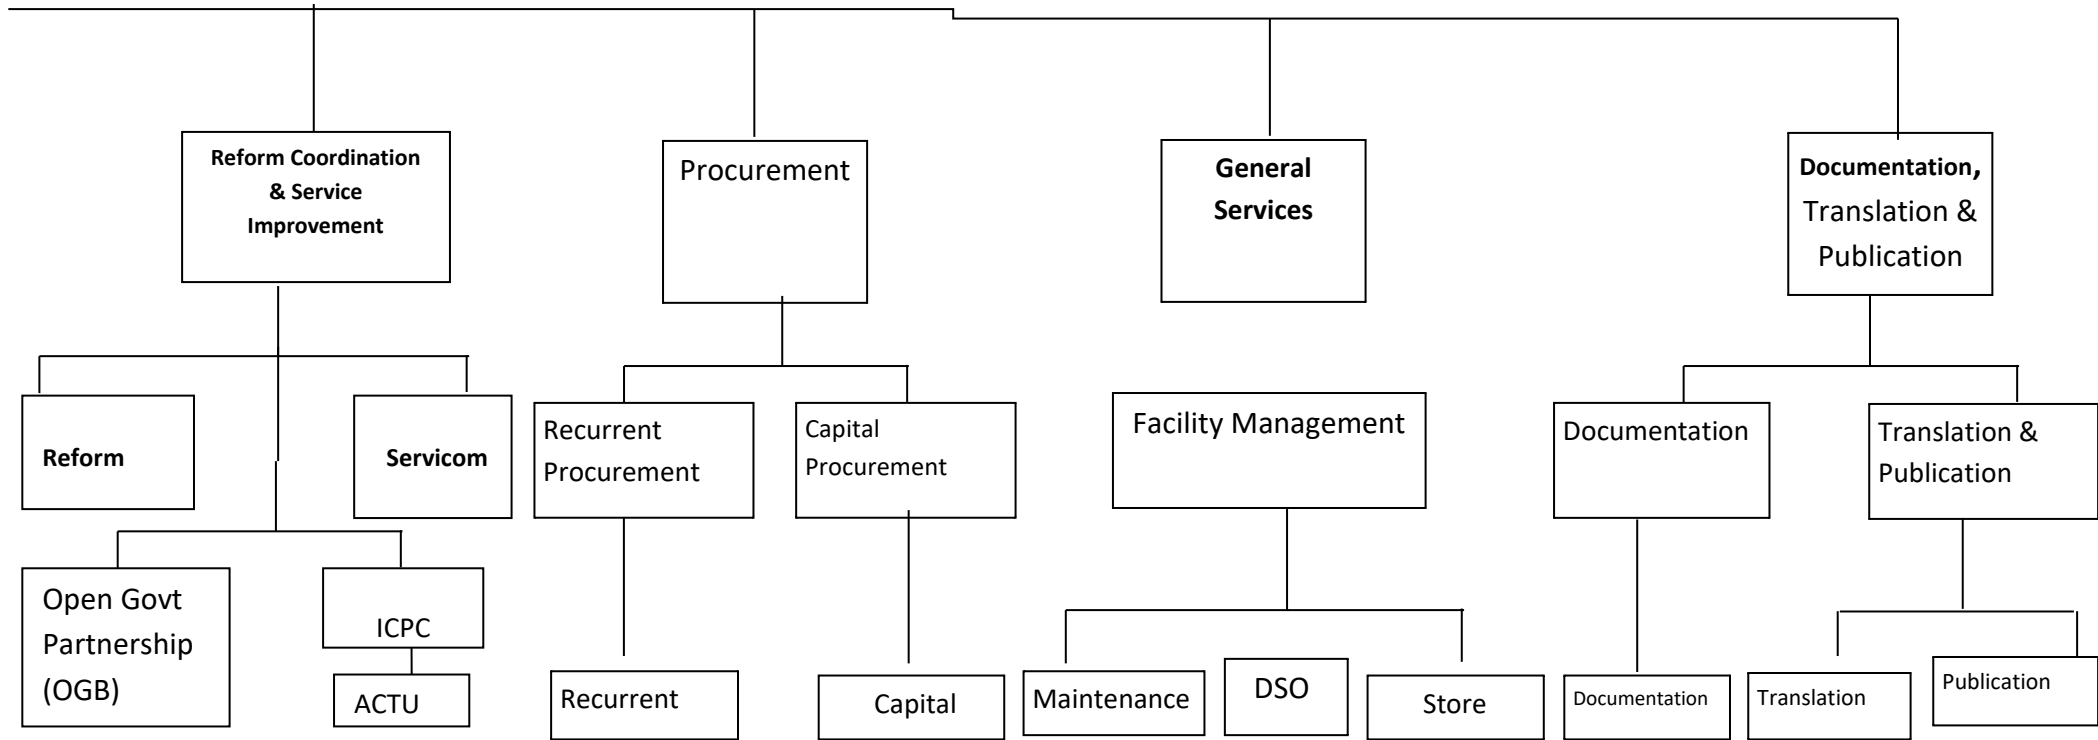 Reform Coordination
& Service
Improvement
Procurement
General
Services
Documentation,
Translation &
Publication
Reform
Servicom
Recurrent
Procurement
Capital
Procurement
Facility Management
Documentation
Translation &
Publication
Open Govt
Partnership
(OGB)
ICPC
ACTU
Recurrent
Capital
Maintenance
DSO
Store
Documentation
Translation
Publication